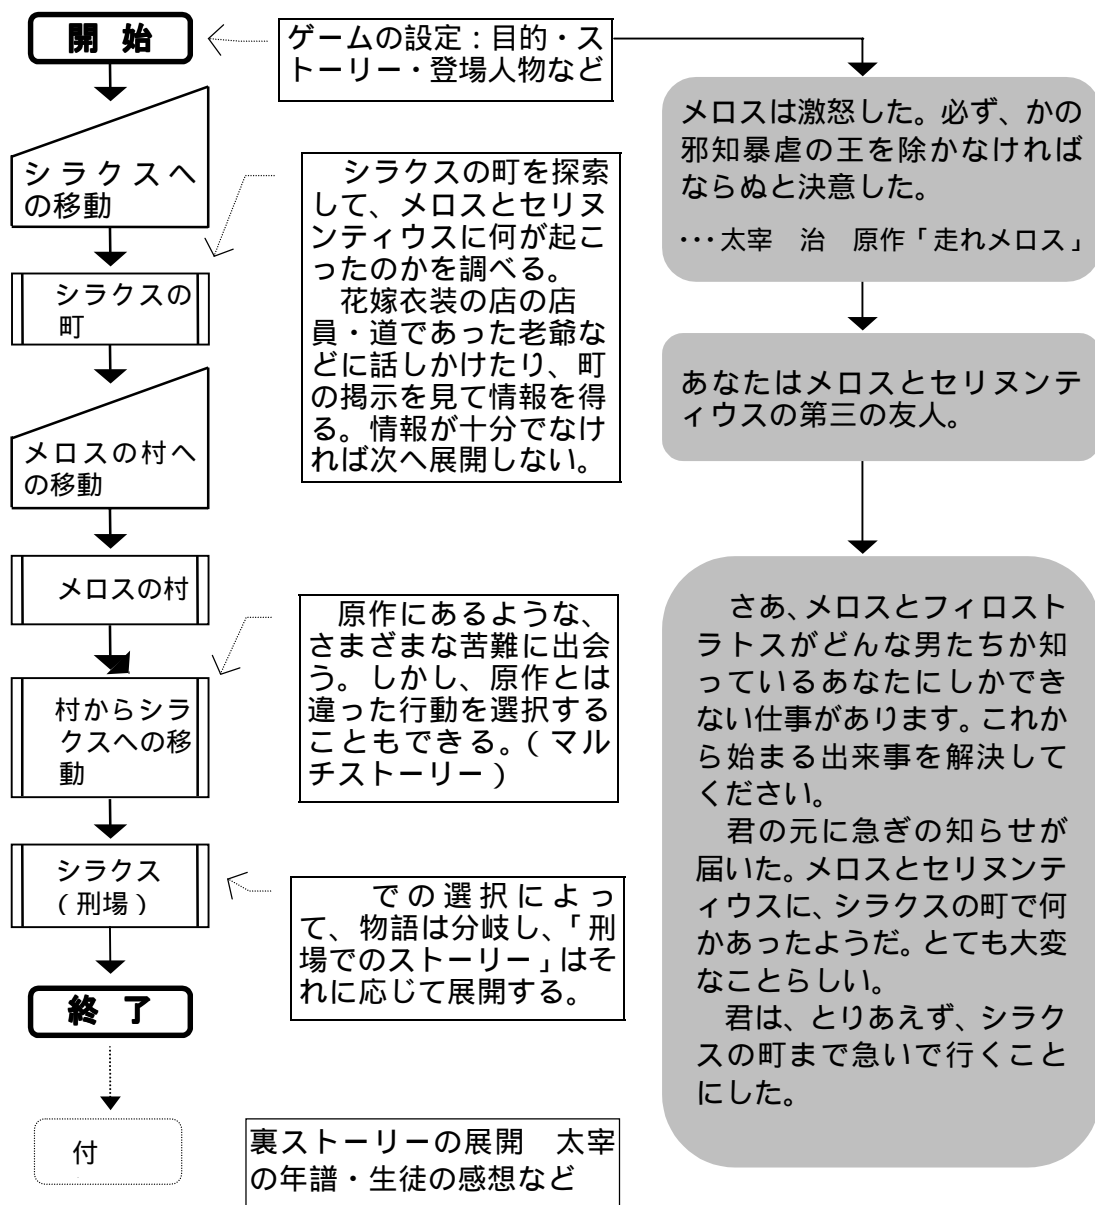 開 始
ゲームの設定：目的・ス
トーリー・登場人物など
シラクスへ
の移動
シラクスの町を探索
して、メロスとセリヌ
ンティウスに何が起こ
ったのかを調べる。
花嫁衣装の店の店
員・道であった老爺な
どに話しかけたり、町
の掲示を見て情報を得
る。情報が十分でなけ
れば次へ展開しない。
シラクスの
町
メロスの村へ
の移動
メロスの村
原作にあるような、
さまざまな苦難に出会
う。しかし、原作とは
違った行動を選択する
こともできる。（マル
チストーリー）
村からシラ
クスへの移
動
シラクス
（刑場）
での選択によっ
て、物語は分岐し、「刑
場でのストーリー」はそ
れに応じて展開する。
終 了
付
裏ストーリーの展開　太宰
の年譜・生徒の感想など
メロスは激怒した。必ず、かの
邪知暴虐の王を除かなければ
ならぬと決意した。
･･･太宰　治　原作「走れメロス」
あなたはメロスとセリヌンテ
ィウスの第三の友人。
さあ、メロスとフィロスト
ラトスがどんな男たちか知
っているあなたにしかでき
ない仕事があります。これか
ら始まる出来事を解決して
ください。
君の元に急ぎの知らせが
届いた。メロスとセリヌンテ
ィウスに、シラクスの町で何
かあったようだ。とても大変
なことらしい。
君は、とりあえず、シラク
スの町まで急いで行くこと
にした。